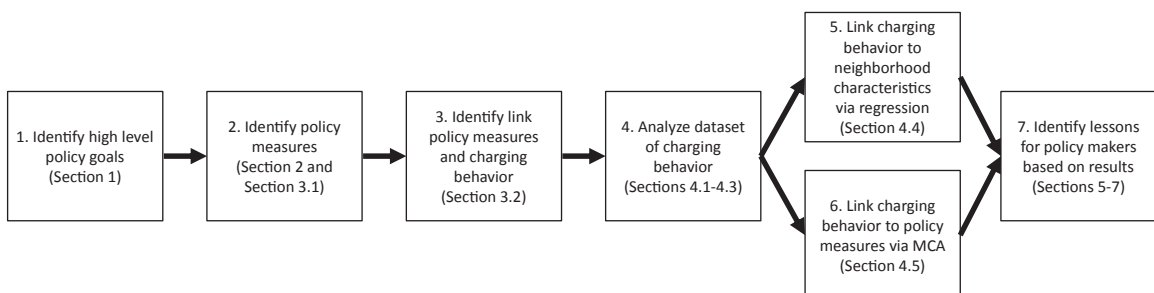 1. Identify high level
policy goals
(Section 1)
2. Identify policy
measures
(Section 2 and
Section 3.1)
3. Identify link
policy measures
and charging
behavior
(Section 3.2)
4. Analyze dataset
of charging
behavior
(Sections 4.1-4.3)
5. Link charging
behavior to
neighborhood
characteristics
via regression
(Section 4.4)
6. Link charging
behavior to policy
measures via MCA
(Section 4.5)
7. Identify lessons
for policy makers
based on results
(Sections 5-7)